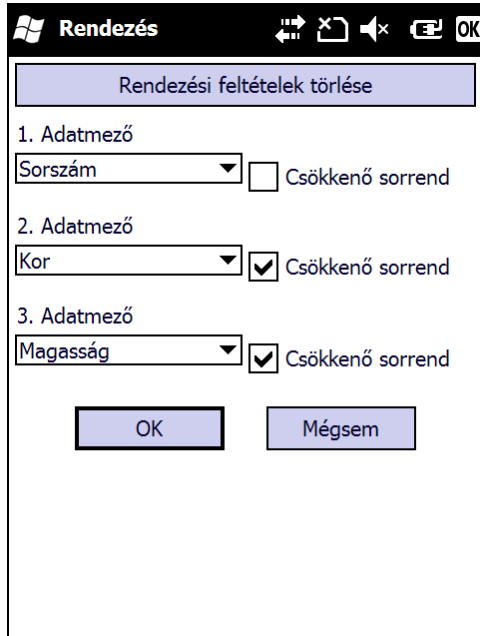 Rendezés OK
Rendezési feltételek törlése
1. Adatmező
Sorszám Csökkenő sorrend
2. Adatmező
Kor Csökkenő sorrend
3. Adatmező
Magasság Csökkenő sorrend
OK Mégsem